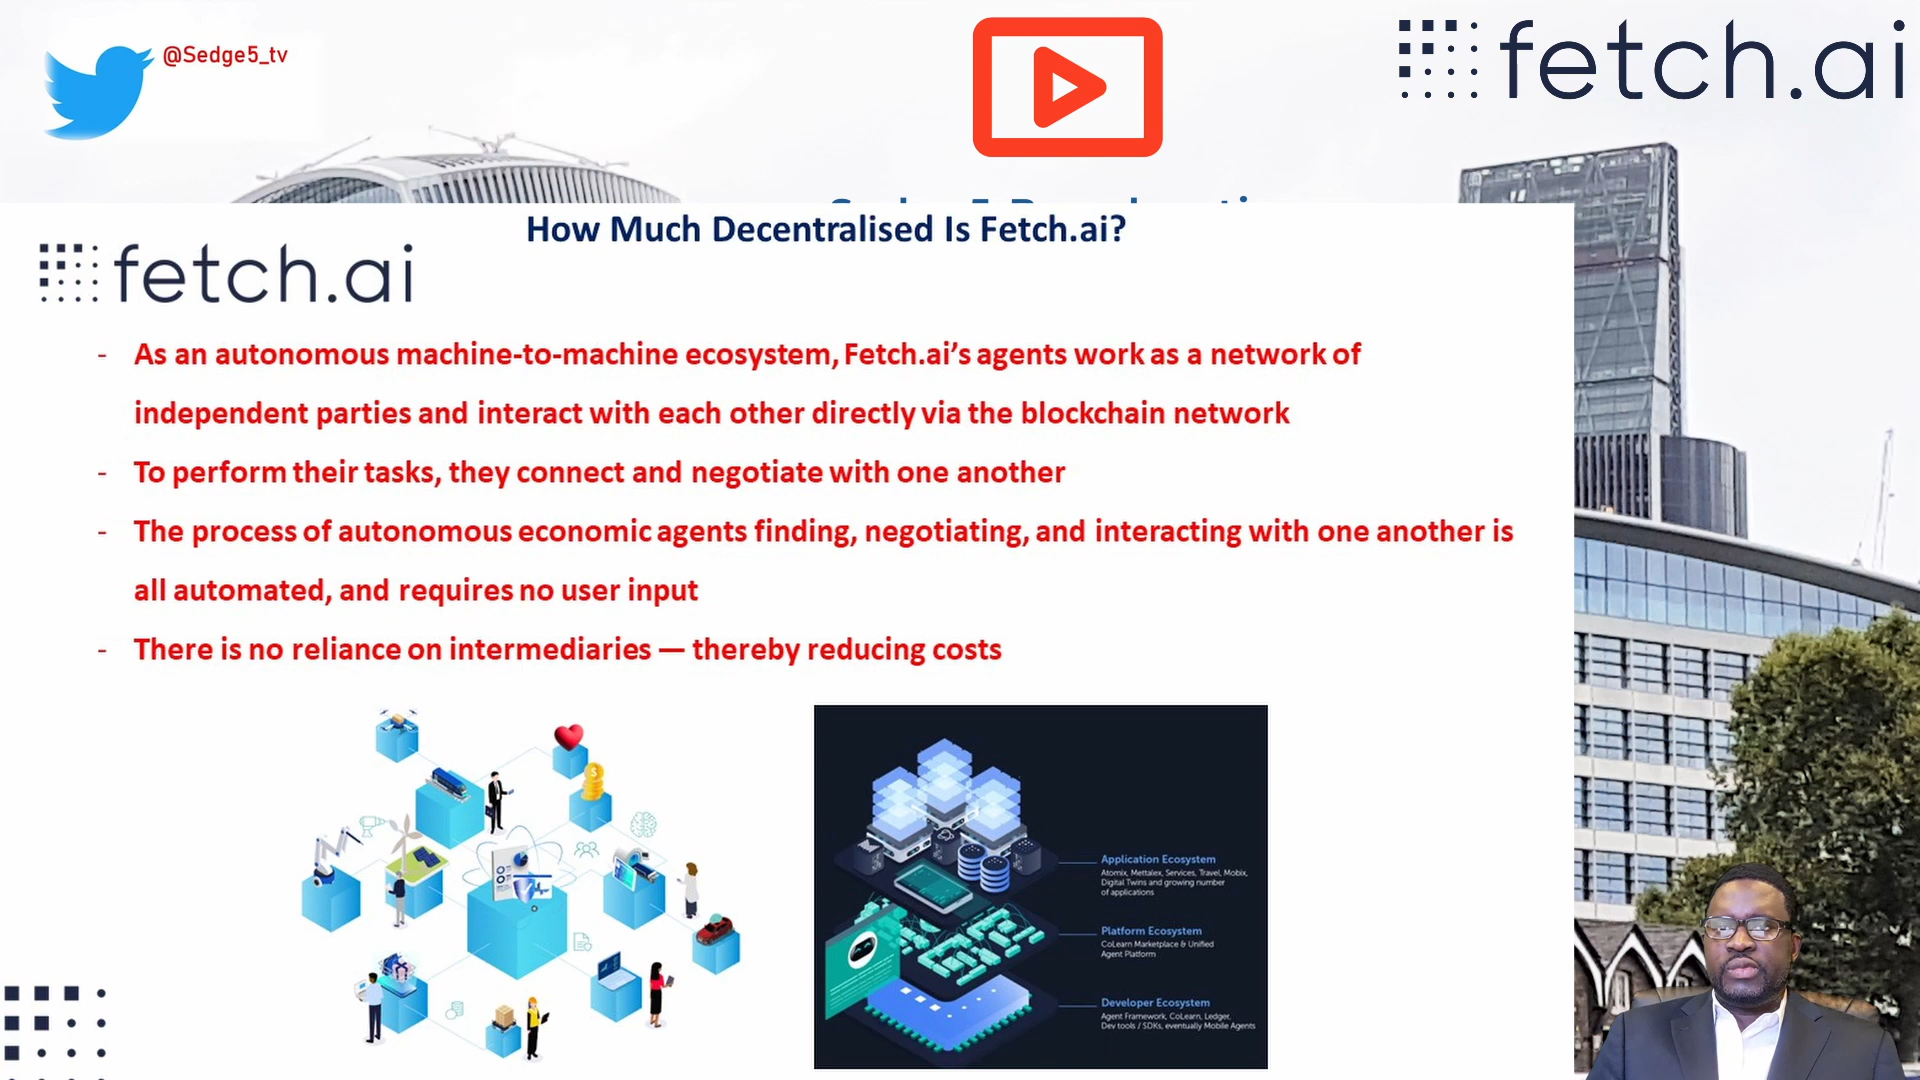 @Sedge5_tv
fetch.ai
How Much Decentralised Is Fetch.ai?
fetch.ai
- As an autonomous machine-to-machine ecosystem, Fetch.ai’s agents work as a network of
independent parties and interact with each other directly via the blockchain network
- To perform their tasks, they connect and negotiate with one another
- The process of autonomous economic agents finding, negotiating, and interacting with one another is
all automated, and requires no user input
- There is no reliance on intermediaries — thereby reducing costs
Application Ecosystem
Atomix, Mettalex, Services, Travel, Mobix,
Digital Twins and growing number
of applications
Platform Ecosystem
CoLearn Marketplace & Unified
Agent Platform
Developer Ecosystem
Agent Framework, CoLearn, Ledger,
Dev tools / SDKs, eventually Mobile Agents